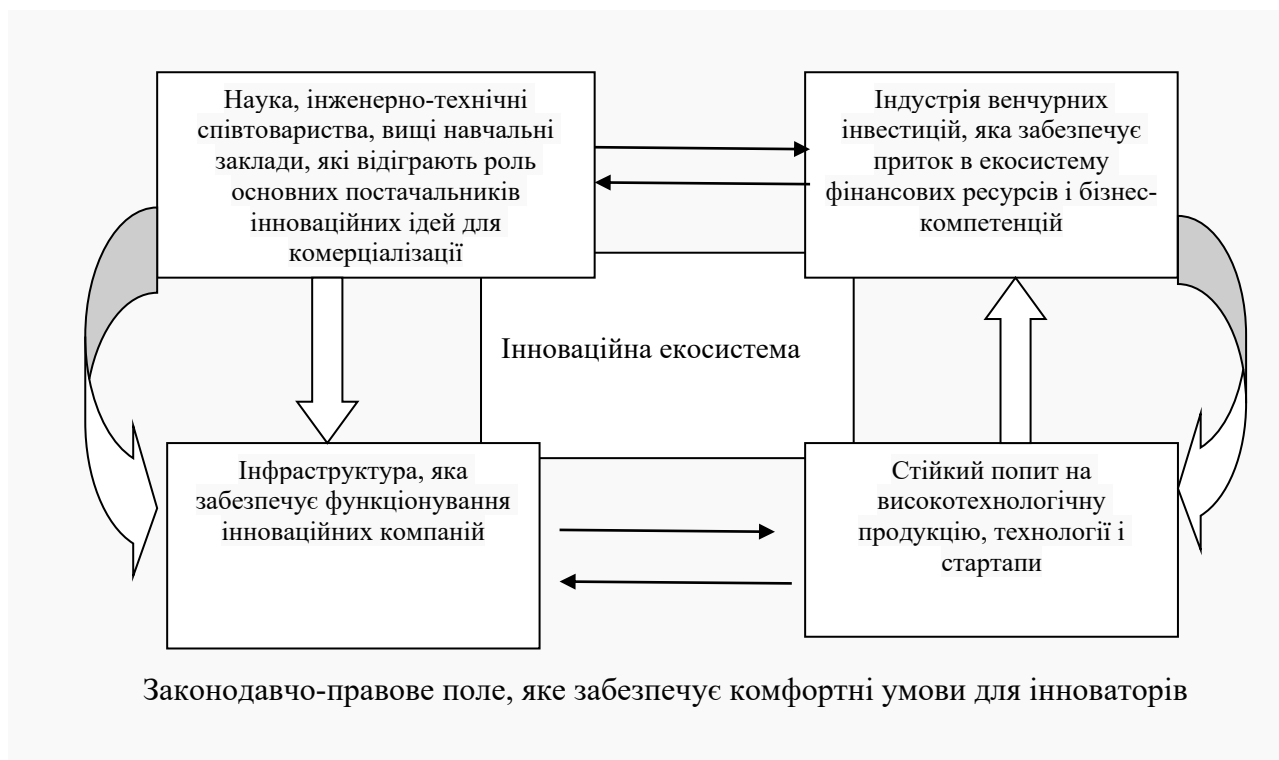 Наука, інженерно-технічні
співтовариства, вищі навчальні
заклади, які відіграють роль
основних постачальників
інноваційних ідей для
комерціалізації
Індустрія венчурних
інвестицій, яка забезпечує
приток в екосистему
фінансових ресурсів і бізнес-
компетенцій
Інноваційна екосистема
Інфраструктура, яка
забезпечує функціонування
інноваційних компаній
Стійкий попит на
високотехнологічну
продукцію, технології і
стартапи
Законодавчо-правове поле, яке забезпечує комфортні умови для інноваторів